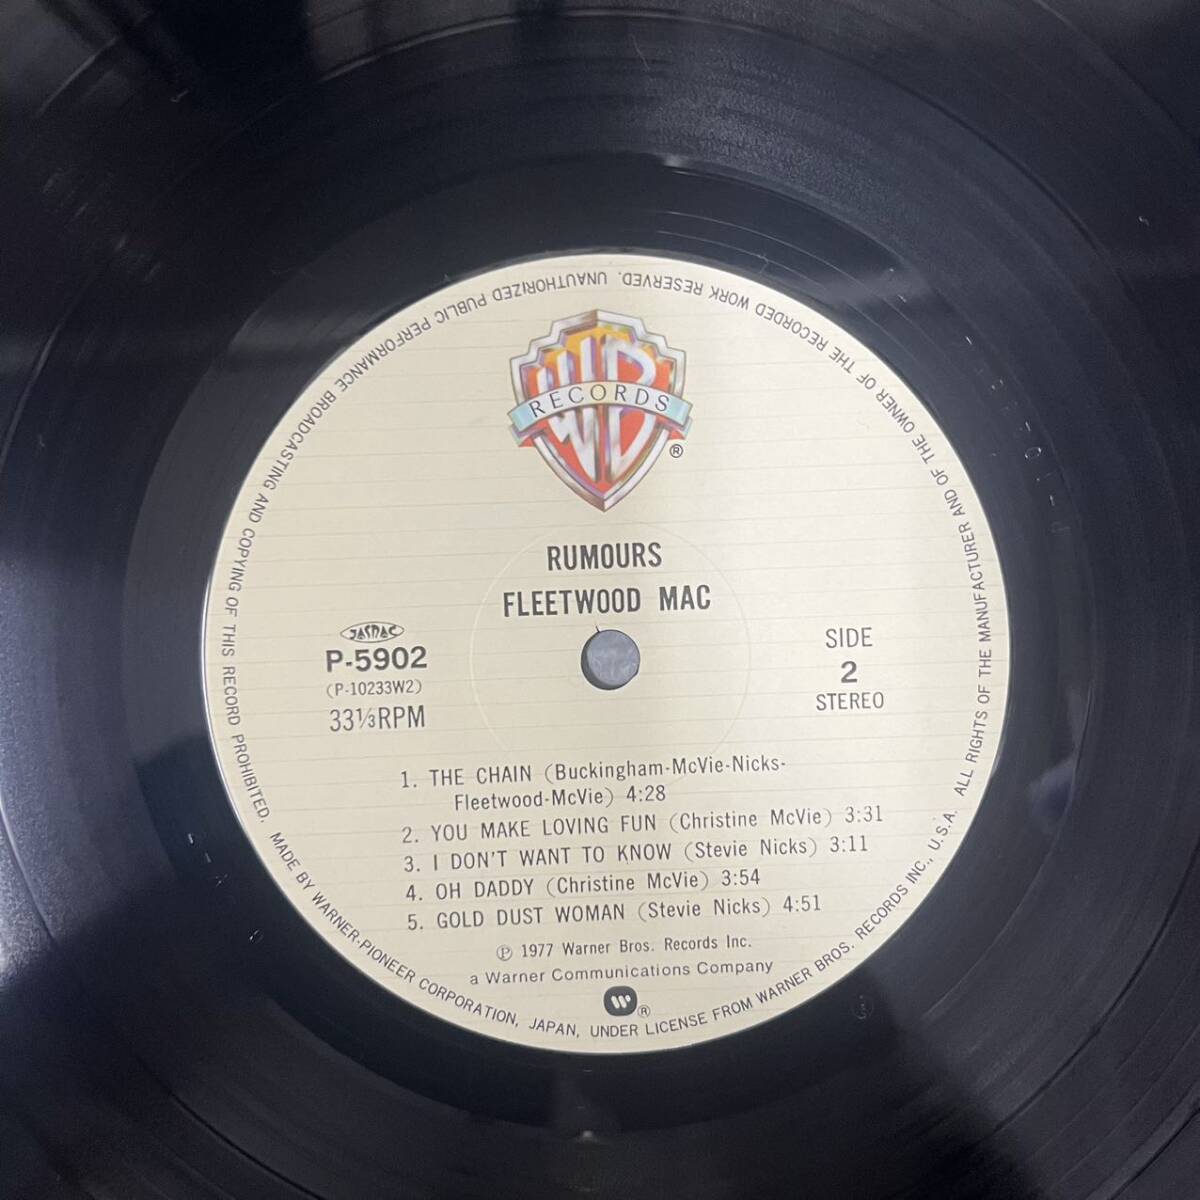 WB
RECORDS
®
RUMOURS
FLEETWOOD MAC
JASRAC
P-5902
(P-10233W2)
33⅓RPM
SIDE
2
STEREO
1. THE CHAIN (Buckingham-McVie-Nicks-
Fleetwood-McVie) 4:28
2. YOU MAKE LOVING FUN (Christine McVie) 3:31
3. I DON'T WANT TO KNOW (Stevie Nicks) 3:11
4. OH DADDY (Christine McVie) 3:54
5. GOLD DUST WOMAN (Stevie Nicks) 4:51
℗ 1977 Warner Bros. Records Inc.
a Warner Communications Company
®
MADE BY WARNER-PIONEER CORPORATION, JAPAN, UNDER LICENSE FROM WARNER BROS. RECORDS INC., U.S.A. ALL RIGHTS OF THE MANUFACTURER AND OF THE OWNER OF THE RECORDED WORK RESERVED. UNAUTHORIZED PUBLIC PERFORMANCE BROADCASTING AND COPYING OF THIS RECORD PROHIBITED.